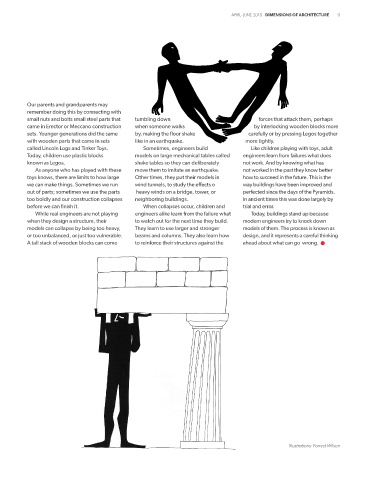 APRIL-JUNE 2015 DIMENSIONS OF ARCHITECTURE 9
Our parents and grandparents may
remember doing this by connecting with
small nuts and bolts small steel parts that
came in Erector or Meccano construction
sets. Younger generations did the same
with wooden parts that came in sets
called Lincoln Logs and Tinker Toys.
Today, children use plastic blocks
known as Legos.
As anyone who has played with these
toys knows, there are limits to how large
we can make things. Sometimes we run
out of parts; sometimes we use the parts
too boldly and our construction collapses
before we can finish it.
While real engineers are not playing
when they design a structure, their
models can collapse by being too heavy,
or too unbalanced, or just too vulnerable.
A tall stack of wooden blocks can come
tumbling down
when someone walks
by, making the floor shake
like in an earthquake.
Sometimes, engineers build
models on large mechanical tables called
shake tables so they can deliberately
move them to imitate an earthquake.
Other times, they put their models in
wind tunnels, to study the effects o
heavy winds on a bridge, tower, or
neighboring buildings.
When collapses occur, children and
engineers alike learn from the failure what
to watch out for the next time they build.
They learn to use larger and stronger
beams and columns. They also learn how
to reinforce their structures against the
forces that attack them, perhaps
by interlocking wooden blocks more
carefully or by pressing Legos together
more tightly.
Like children playing with toys, adult
engineers learn from failures what does
not work. And by knowing what has
not worked in the past they know better
how to succeed in the future. This is the
way buildings have been improved and
perfected since the days of the Pyramids.
In ancient times this was done largely by
trial and error.
Today, buildings stand up because
modern engineers try to knock down
models of them. The process is known as
design, and it represents a careful thinking
ahead about what can go wrong.
Illustrations: Forrest Wilson